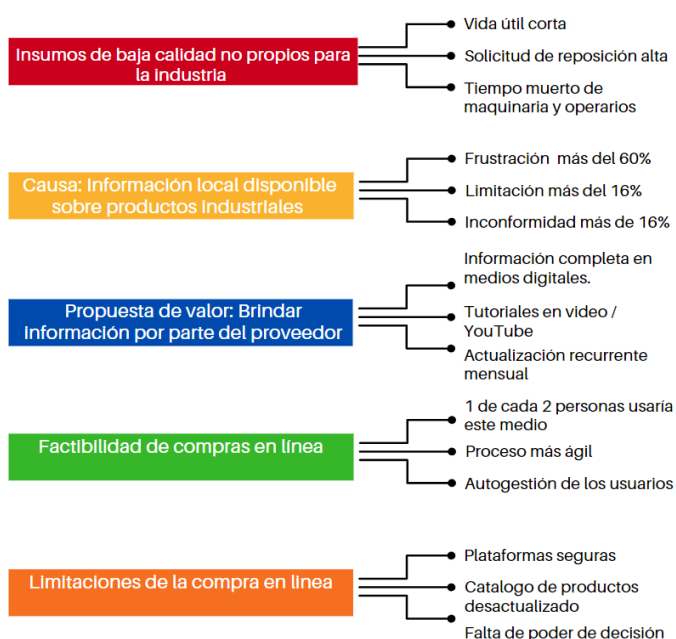 Insumos de baja calidad no propios para
la industria
Vida útil corta
Solicitud de reposición alta
Tiempo muerto de
maquinaria y operarios
Causa: Información local disponible
sobre productos industriales
Frustración más del 60%
Limitación más del 16%
Inconformidad más de 16%
Propuesta de valor: Brindar
información por parte del proveedor
Información completa en
medios digitales.
Tutoriales en video /
YouTube
Actualización recurrente
mensual
Factibilidad de compras en línea
1 de cada 2 personas usaría
este medio
Proceso más ágil
Autogestión de los usuarios
Limitaciones de la compra en línea
Plataformas seguras
Catalogo de productos
desactualizado
Falta de poder de decisión